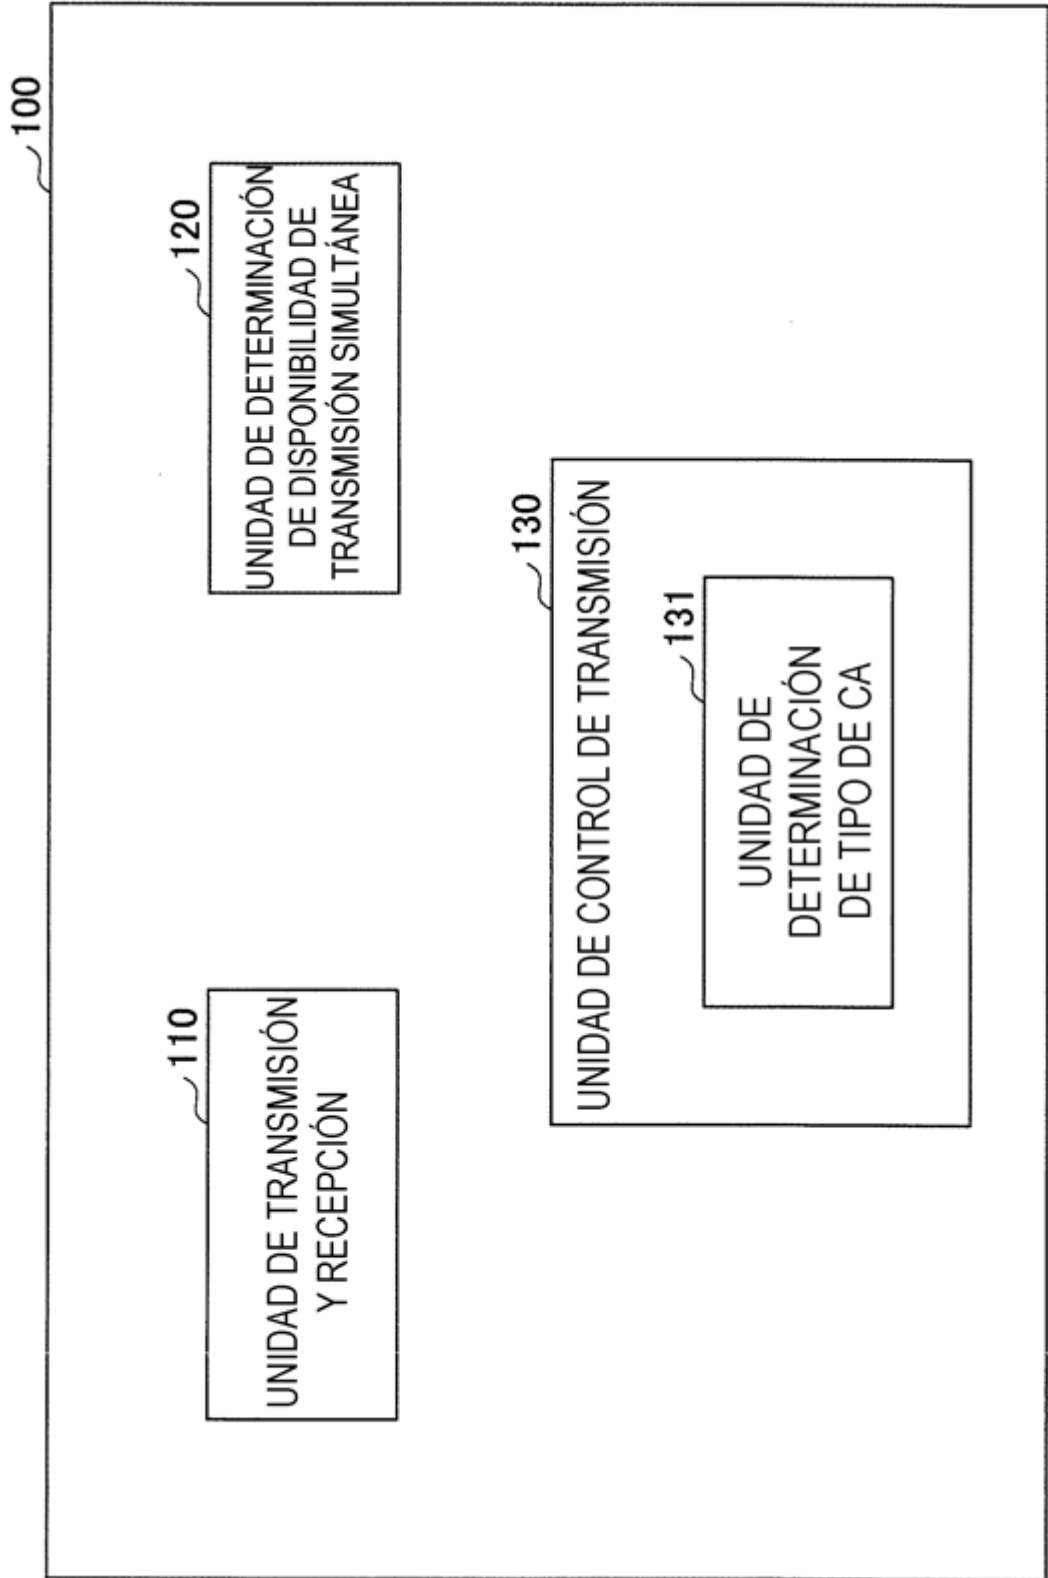 100
110
UNIDAD DE TRANSMISIÓN
Y RECEPCIÓN
120
UNIDAD DE DETERMINACIÓN
DE DISPONIBILIDAD DE
TRANSMISIÓN SIMULTÁNEA
130
UNIDAD DE CONTROL DE TRANSMISIÓN
131
UNIDAD DE
DETERMINACIÓN
DE TIPO DE CA